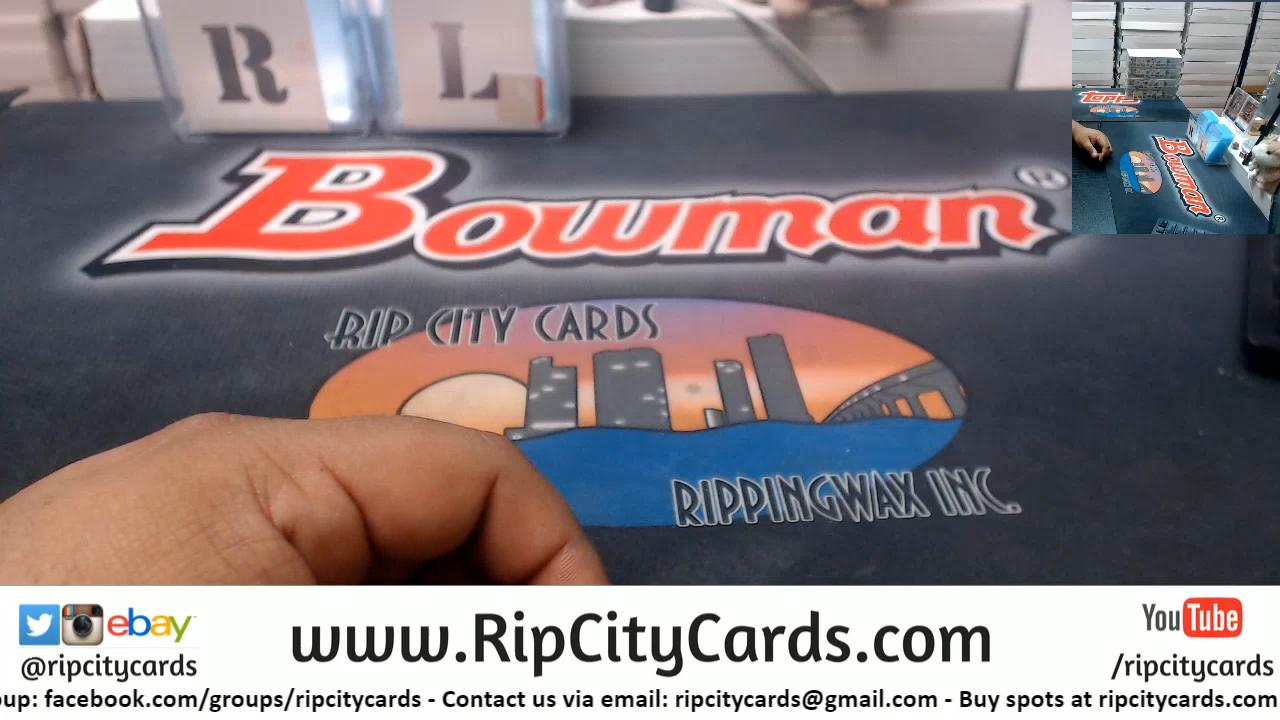 R L
Bowman®
RIP CITY CARDS
RIPPINGWAX INC.
TOPPS
Bowman®
ebay
@ripcitycards
www.RipCityCards.com
YouTube
/ripcitycards
oup: facebook.com/groups/ripcitycards - Contact us via email: ripcitycards@gmail.com - Buy spots at ripcitycards.com